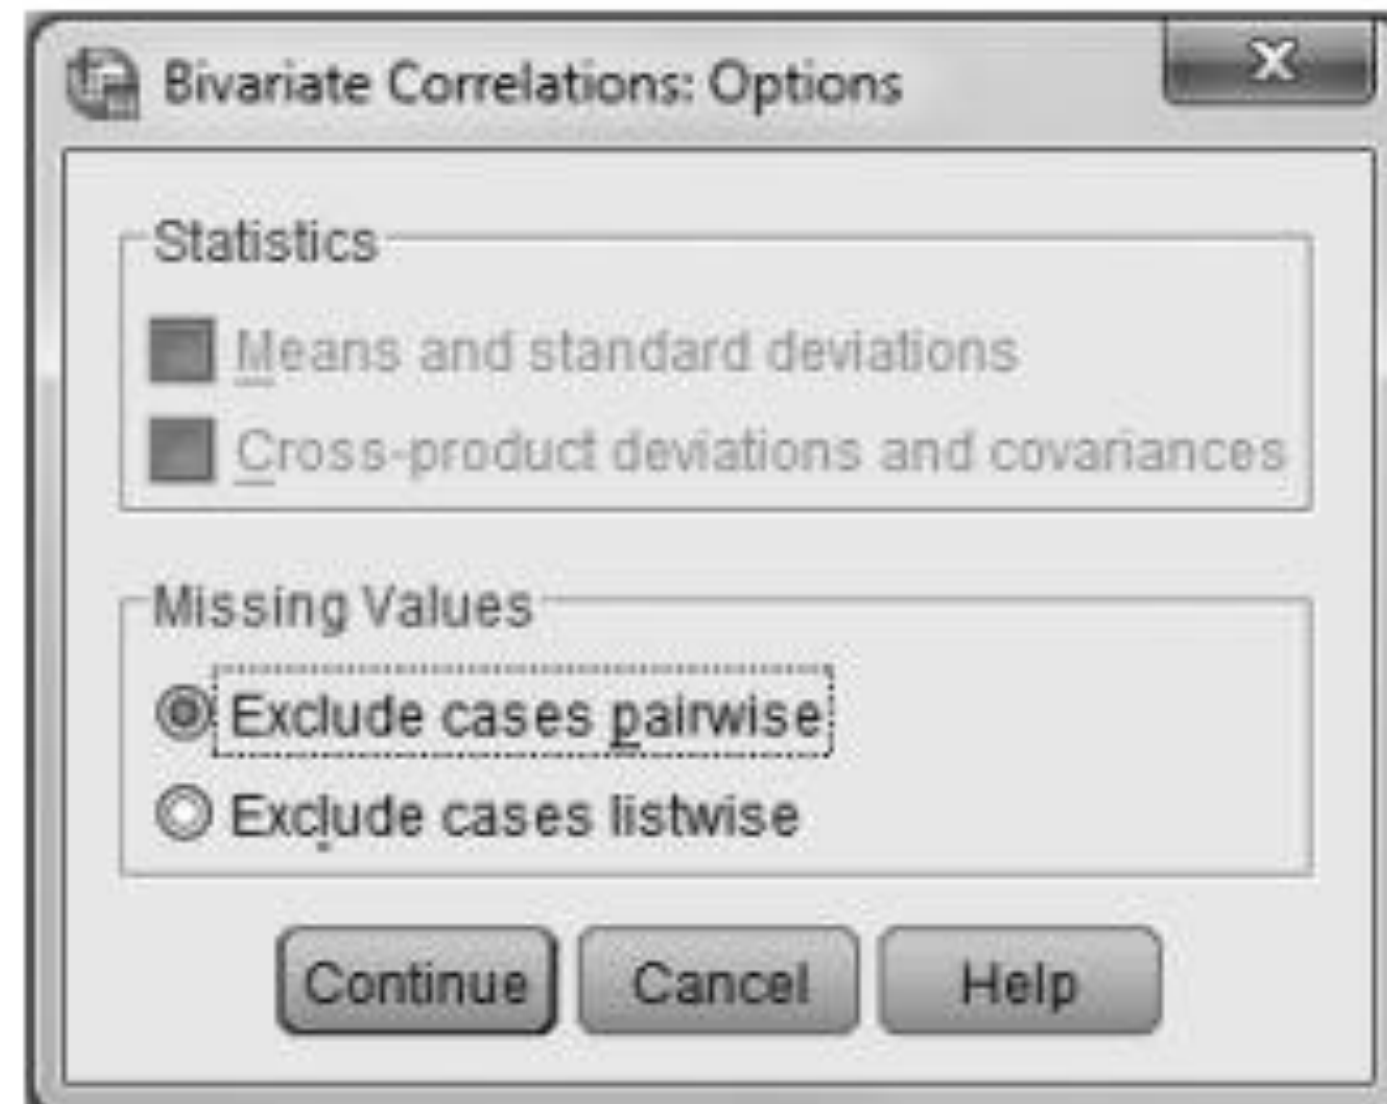 Bivariate Correlations: Options
Statistics
Means and standard deviations
Cross-product deviations and covariances
Missing Values
Exclude cases pairwise
Exclude cases listwise
Continue Cancel Help